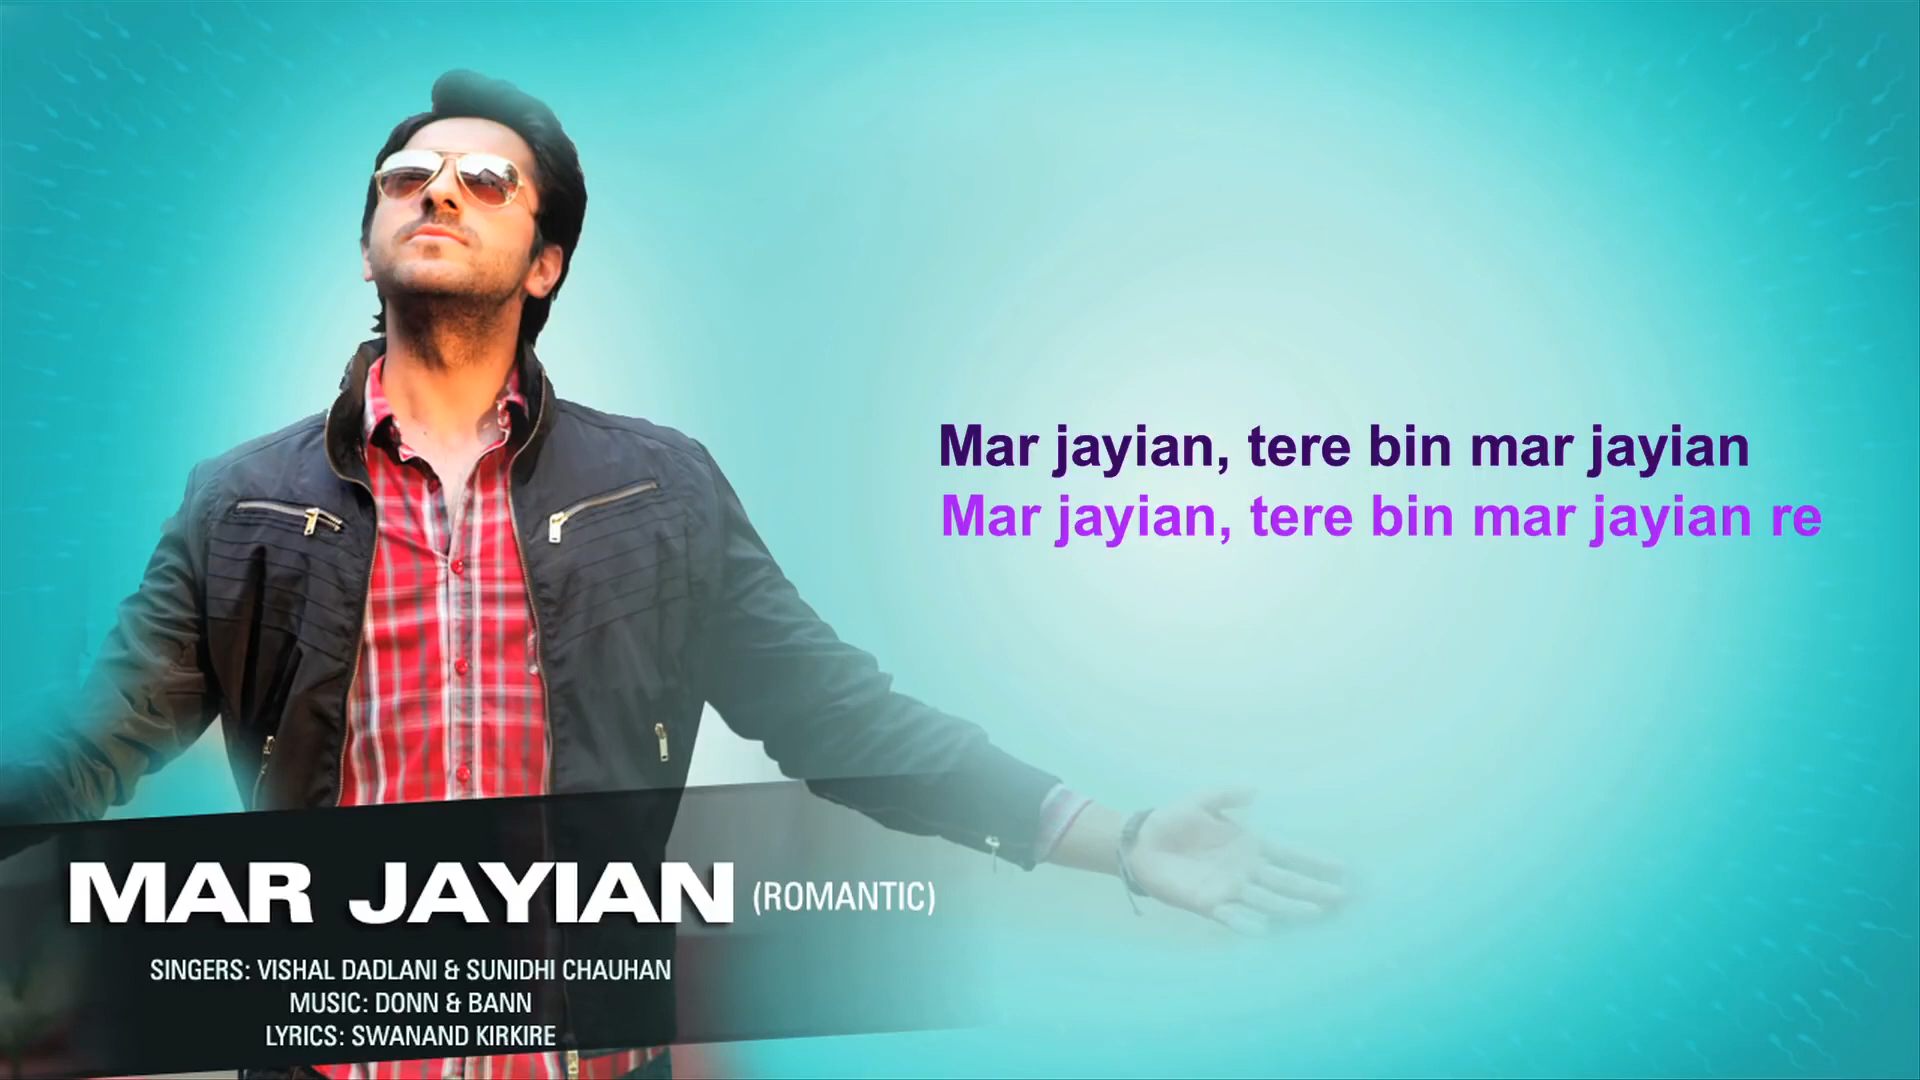 Mar jayian, tere bin mar jayian
Mar jayian, tere bin mar jayian re
MAR JAYIAN (ROMANTIC)
SINGERS: VISHAL DADLANI & SUNIDHI CHAUHAN
MUSIC: DONN & BANN
LYRICS: SWANAND KIRKIRE